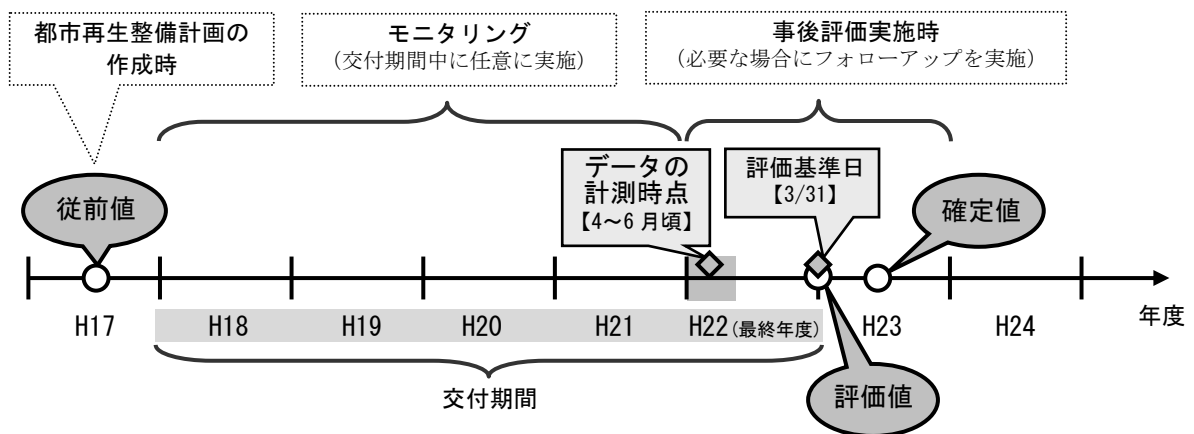 都市再生整備計画の
作成時
モニタリング
（交付期間中に任意に実施）
事後評価実施時
（必要な場合にフォローアップを実施）
従前値
データの
計測時点
【4～6月頃】
評価基準日
【3/31】
確定値
H17
H18
H19
H20
H21
H22（最終年度）
H23
H24
年度
交付期間
評価値